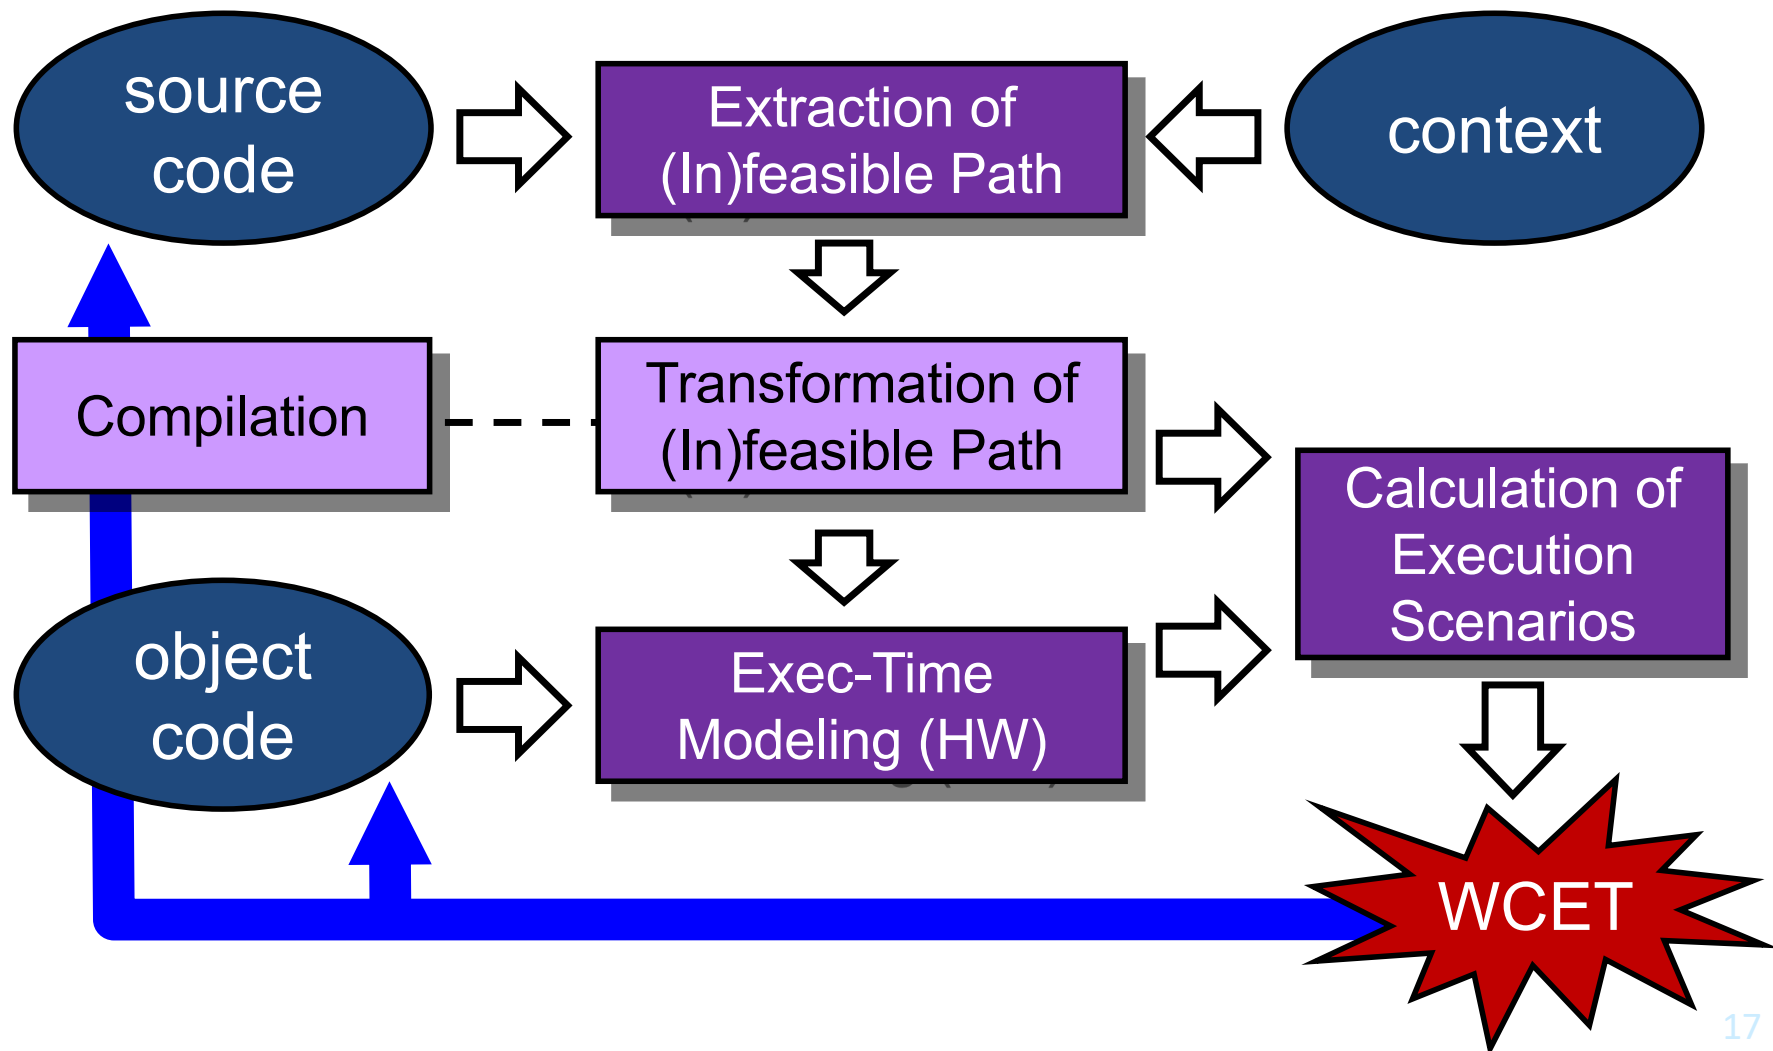 source
code
Extraction of
(In)feasible Path
context
Compilation
Transformation of
(In)feasible Path
Calculation of
Execution
Scenarios
object
code
Exec-Time
Modeling (HW)
WCET
17